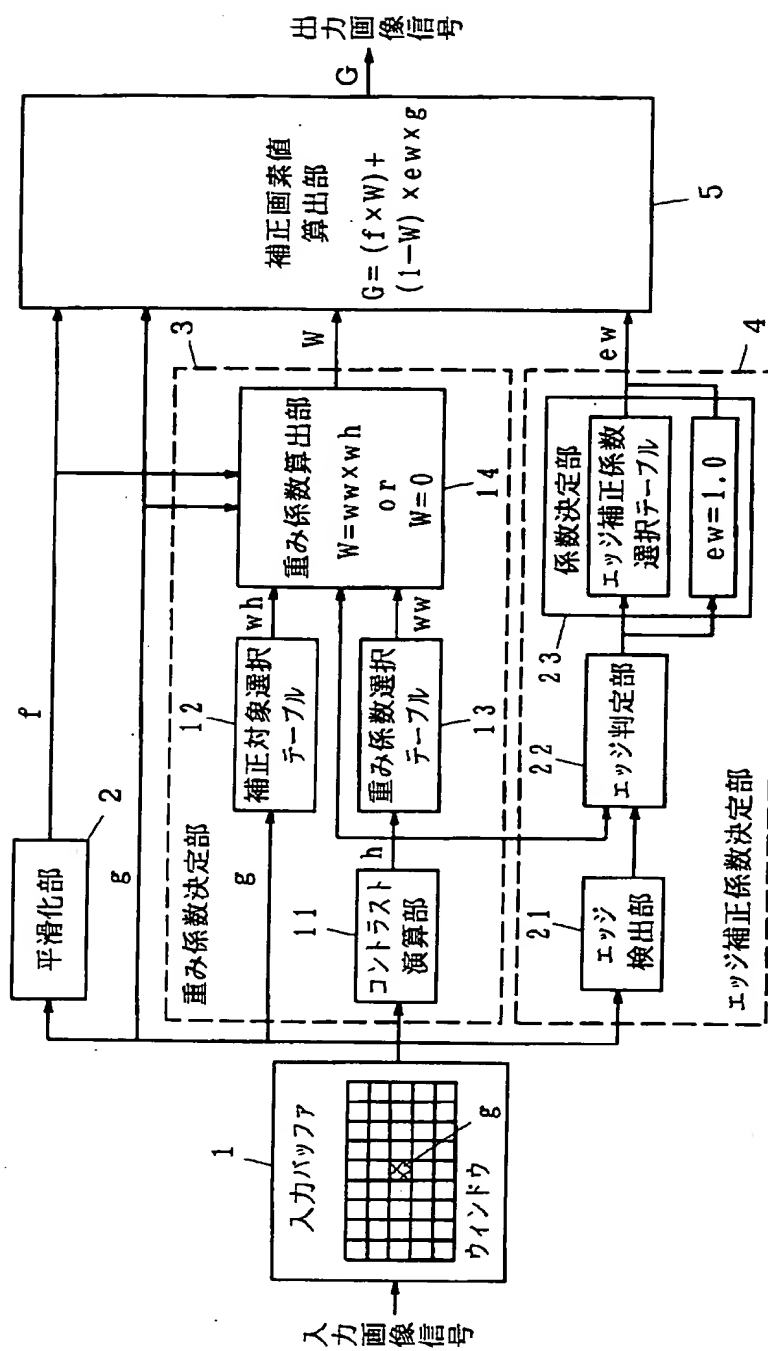 入力画像信号
1
入力バッファ
g
ウィンドウ
平滑化部
2
f
g
重み係数決定部
3
g
12
補正対象選択
テーブル
wh
11
コントラスト
演算部
h
重み係数選択
テーブル
13
ww
重み係数算出部
W=ww×wh
or
W=0
14
W
エッジ補正係数決定部
4
21
エッジ
検出部
22
エッジ判定部
23
係数決定部
エッジ補正係数
選択テーブル
ew=1.0
ew
補正画素値
算出部
G=(f×W)+
(1-W)×ew×g
5
G
出力画像信号